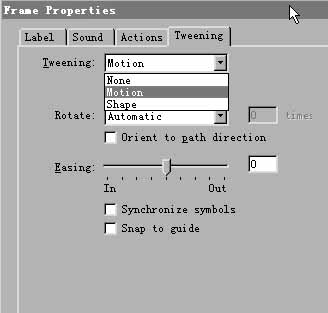 Frame Properties
Label Sound Actions Tweening
Tweening: Motion
None
Motion
Shape
Rotate: Automatic 0 times
Orient to path direction
Easing: 0
In Out
Synchronize symbols
Snap to guide